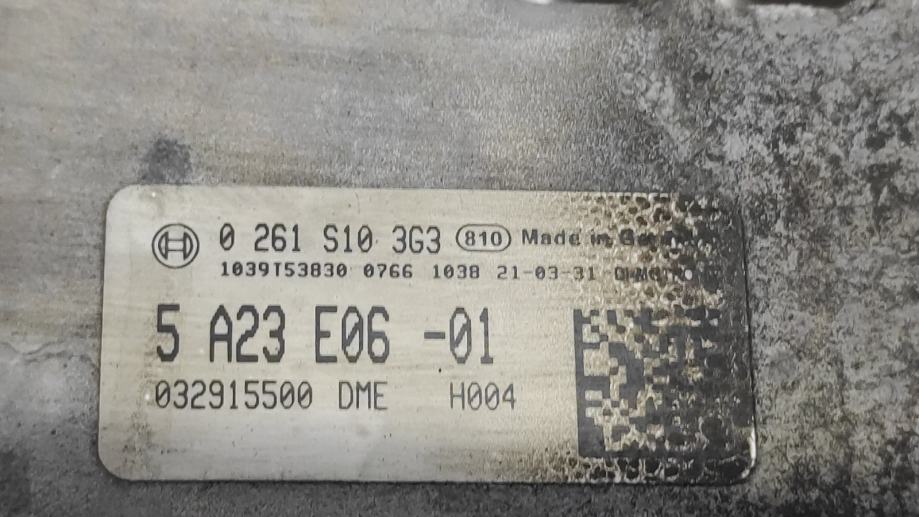 0 261 S10 3G3 810 Made in
1039T53830 0766 1038 21-03-31
5 A23 E06 -01
032915500 DME H004